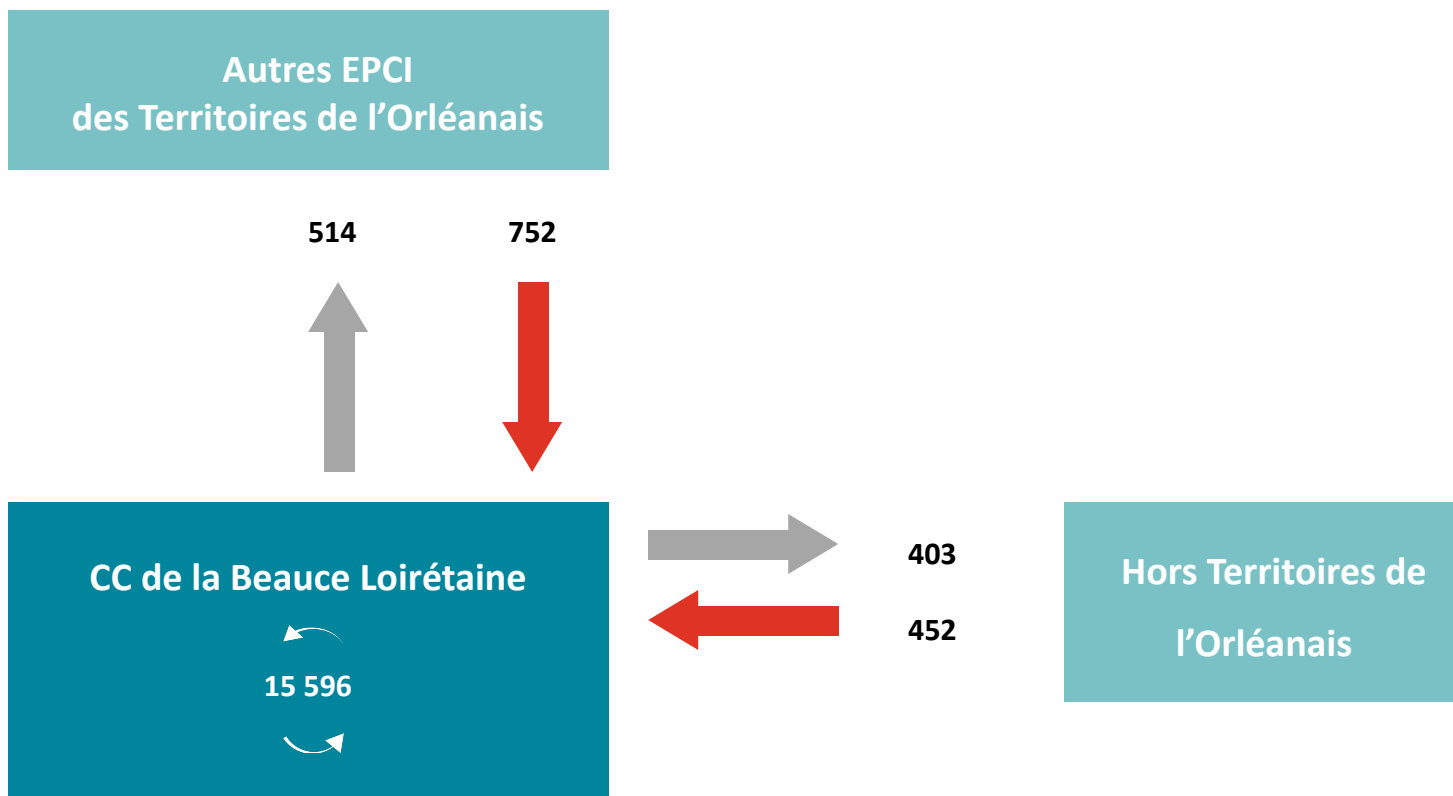 Autres EPCI
des Territoires de l’Orléanais
514 752
CC de la Beauce Loirétaine
15 596
403
452
Hors Territoires de
l’Orléanais